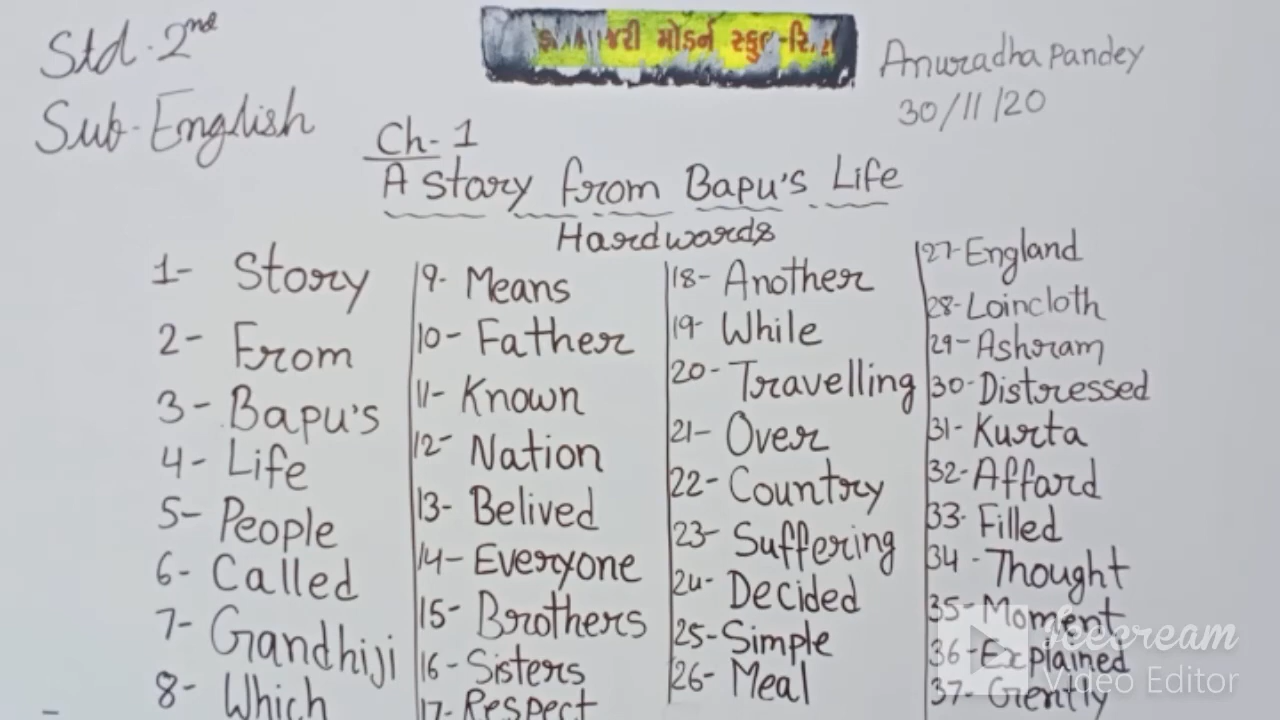 Std. 2nd
Sub- English
મોડર્ન સ્કુલ
Anuradha Pandey
30/11/20
Ch- 1
A Story from Bapu's Life
Hardwards
1- Story
2- From
3- Bapu's
4- Life
5- People
6- Called
7- Gandhiji
8- Which
9- Means
10- Father
11- Known
12- Nation
13- Belived
14- Everyone
15- Brothers
16- Sisters
17- Respect
18- Another
19- While
20- Travelling
21- Over
22- Country
23- Suffering
24- Decided
25- Simple
26- Meal
27- England
28- Loincloth
29- Ashram
30- Distressed
31- Kurta
32- Affard
33- Filled
34- Thought
35- Moment
36- Explained
37- Gently
Video Editor